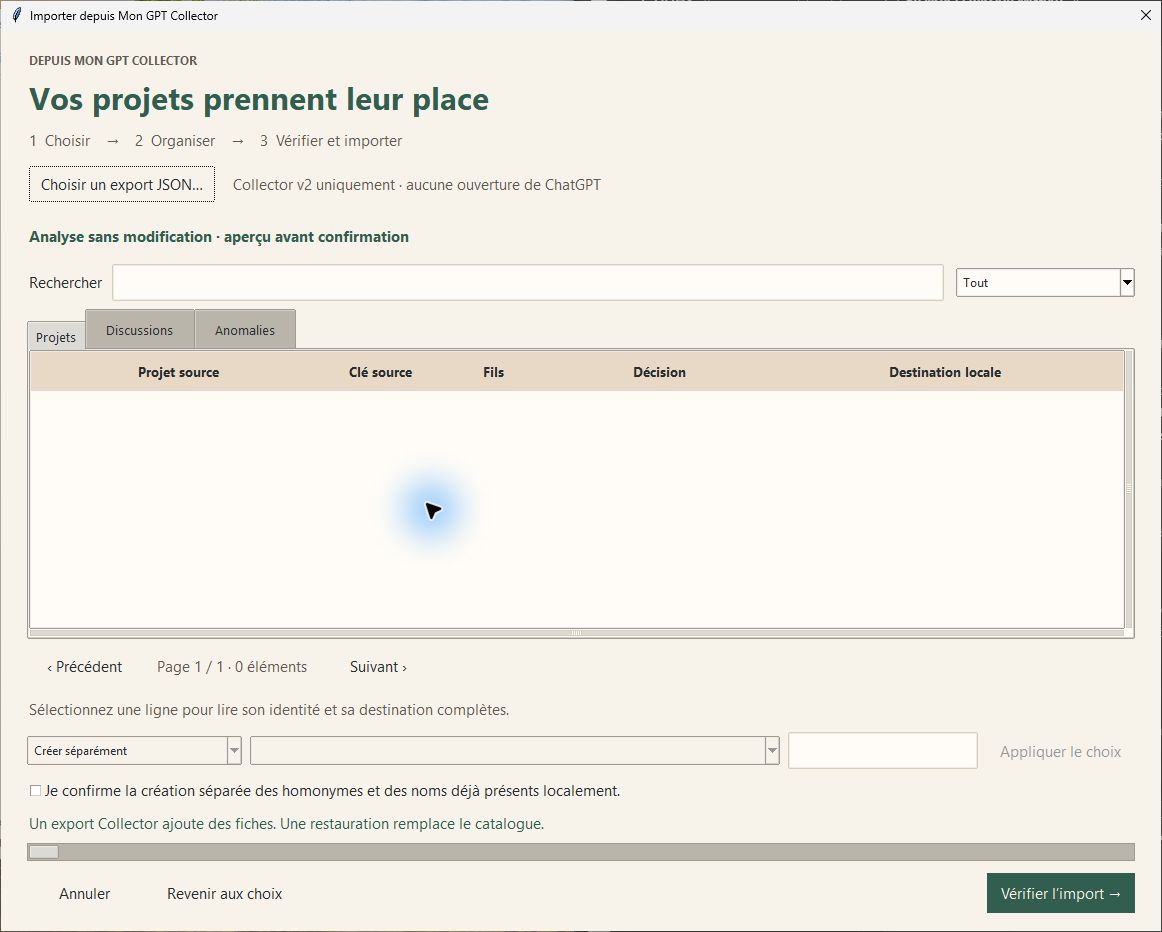 Importer depuis Mon GPT Collector
DEPUIS MON GPT COLLECTOR
Vos projets prennent leur place
1 Choisir → 2 Organiser → 3 Vérifier et importer
Choisir un export JSON... Collector v2 uniquement · aucune ouverture de ChatGPT
Analyse sans modification · aperçu avant confirmation
Rechercher Tout
Projets Discussions Anomalies
Projet source Clé source Fils Décision Destination locale
‹ Précédent Page 1 / 1 · 0 éléments Suivant ›
Sélectionnez une ligne pour lire son identité et sa destination complètes.
Créer séparément Appliquer le choix
Je confirme la création séparée des homonymes et des noms déjà présents localement.
Un export Collector ajoute des fiches. Une restauration remplace le catalogue.
Annuler Revenir aux choix Vérifier l’import →